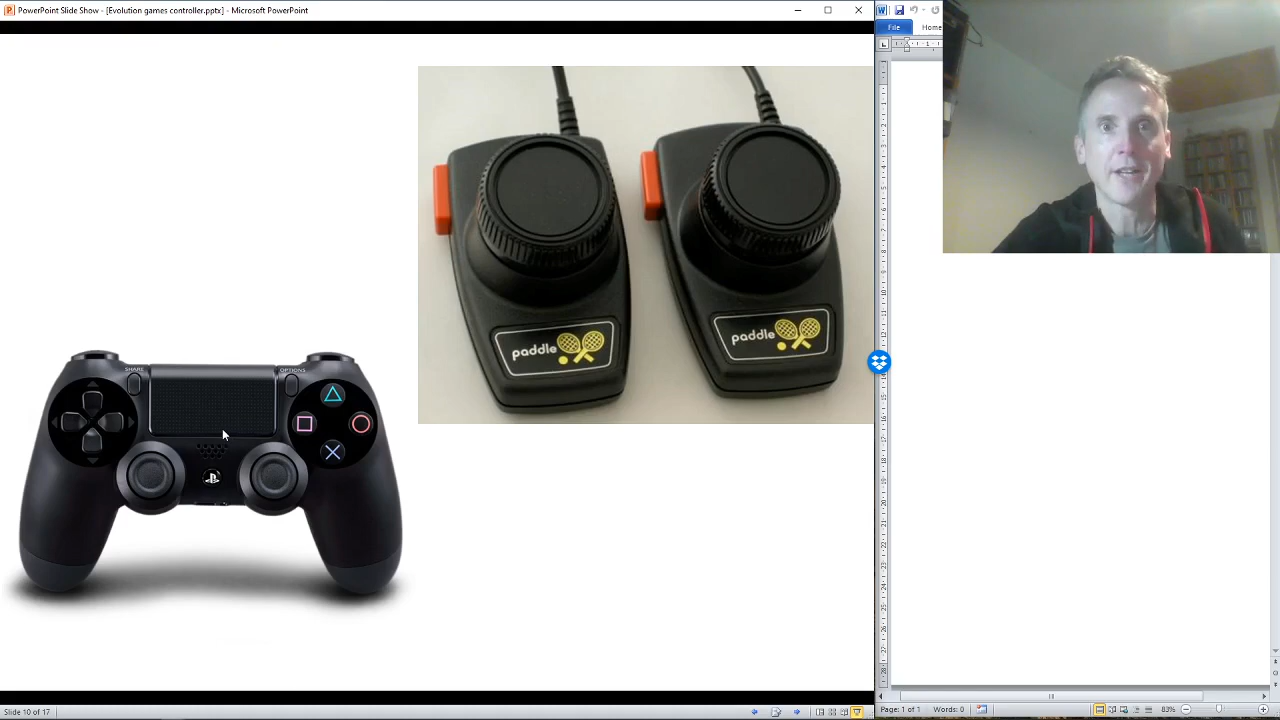 PowerPoint Slide Show - [Evolution games controller.pptx] - Microsoft PowerPoint
File
Home
paddle
paddle
SHARE
OPTIONS
Slide 10 of 17
Page: 1 of 1
Words: 0
83%